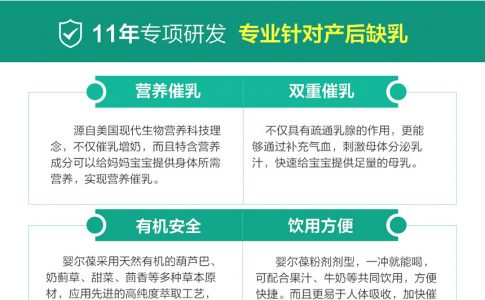 11年专项研发 专业针对产后缺乳
营养催乳
源自美国现代生物营养科技理
念，不仅催乳增奶，而且特含营养
成分可以给妈妈宝宝提供身体所需
营养，实现营养催乳。
双重催乳
不仅具有疏通乳腺的作用，更能
够通过补充气血，刺激母体分泌乳
汁，快速给宝宝提供足量的母乳。
有机安全
婴尔葆采用天然有机的葫芦巴、
奶蓟草、甜菜、茴香等多种草本原
材，应用先进的高纯度萃取工艺，
饮用方便
婴尔葆粉剂剂型，一冲就能喝，
可配合果汁、牛奶等共同饮用，方便
快捷。而且更易于人体吸收，加快催